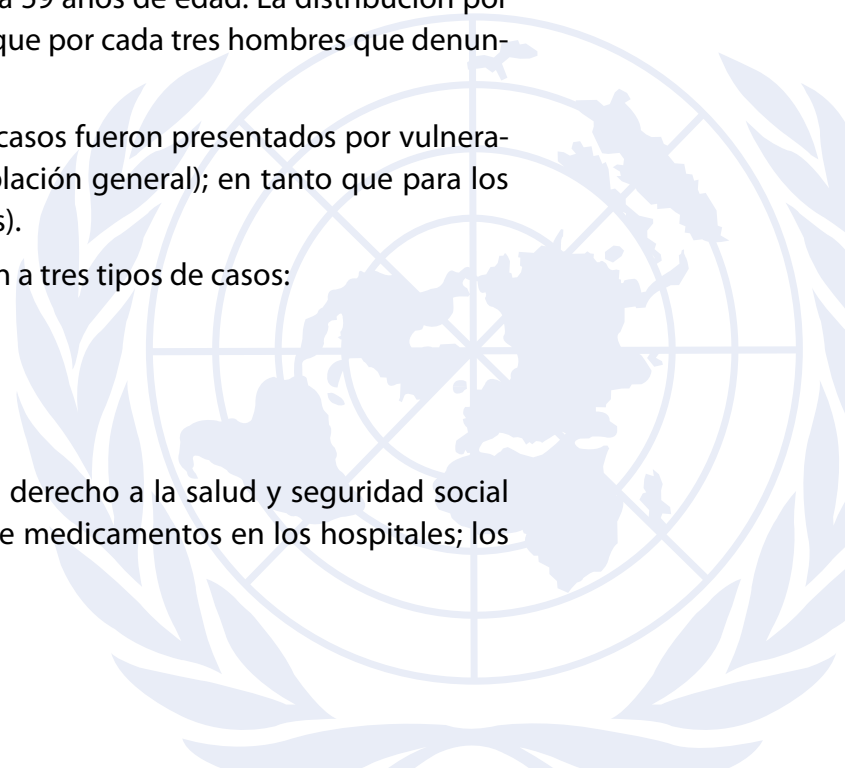 a 59 años de edad. La distribución por
que por cada tres hombres que denun-
casos fueron presentados por vulnera-
lación general); en tanto que para los
s).
n a tres tipos de casos:
derecho a la salud y seguridad social
e medicamentos en los hospitales; los